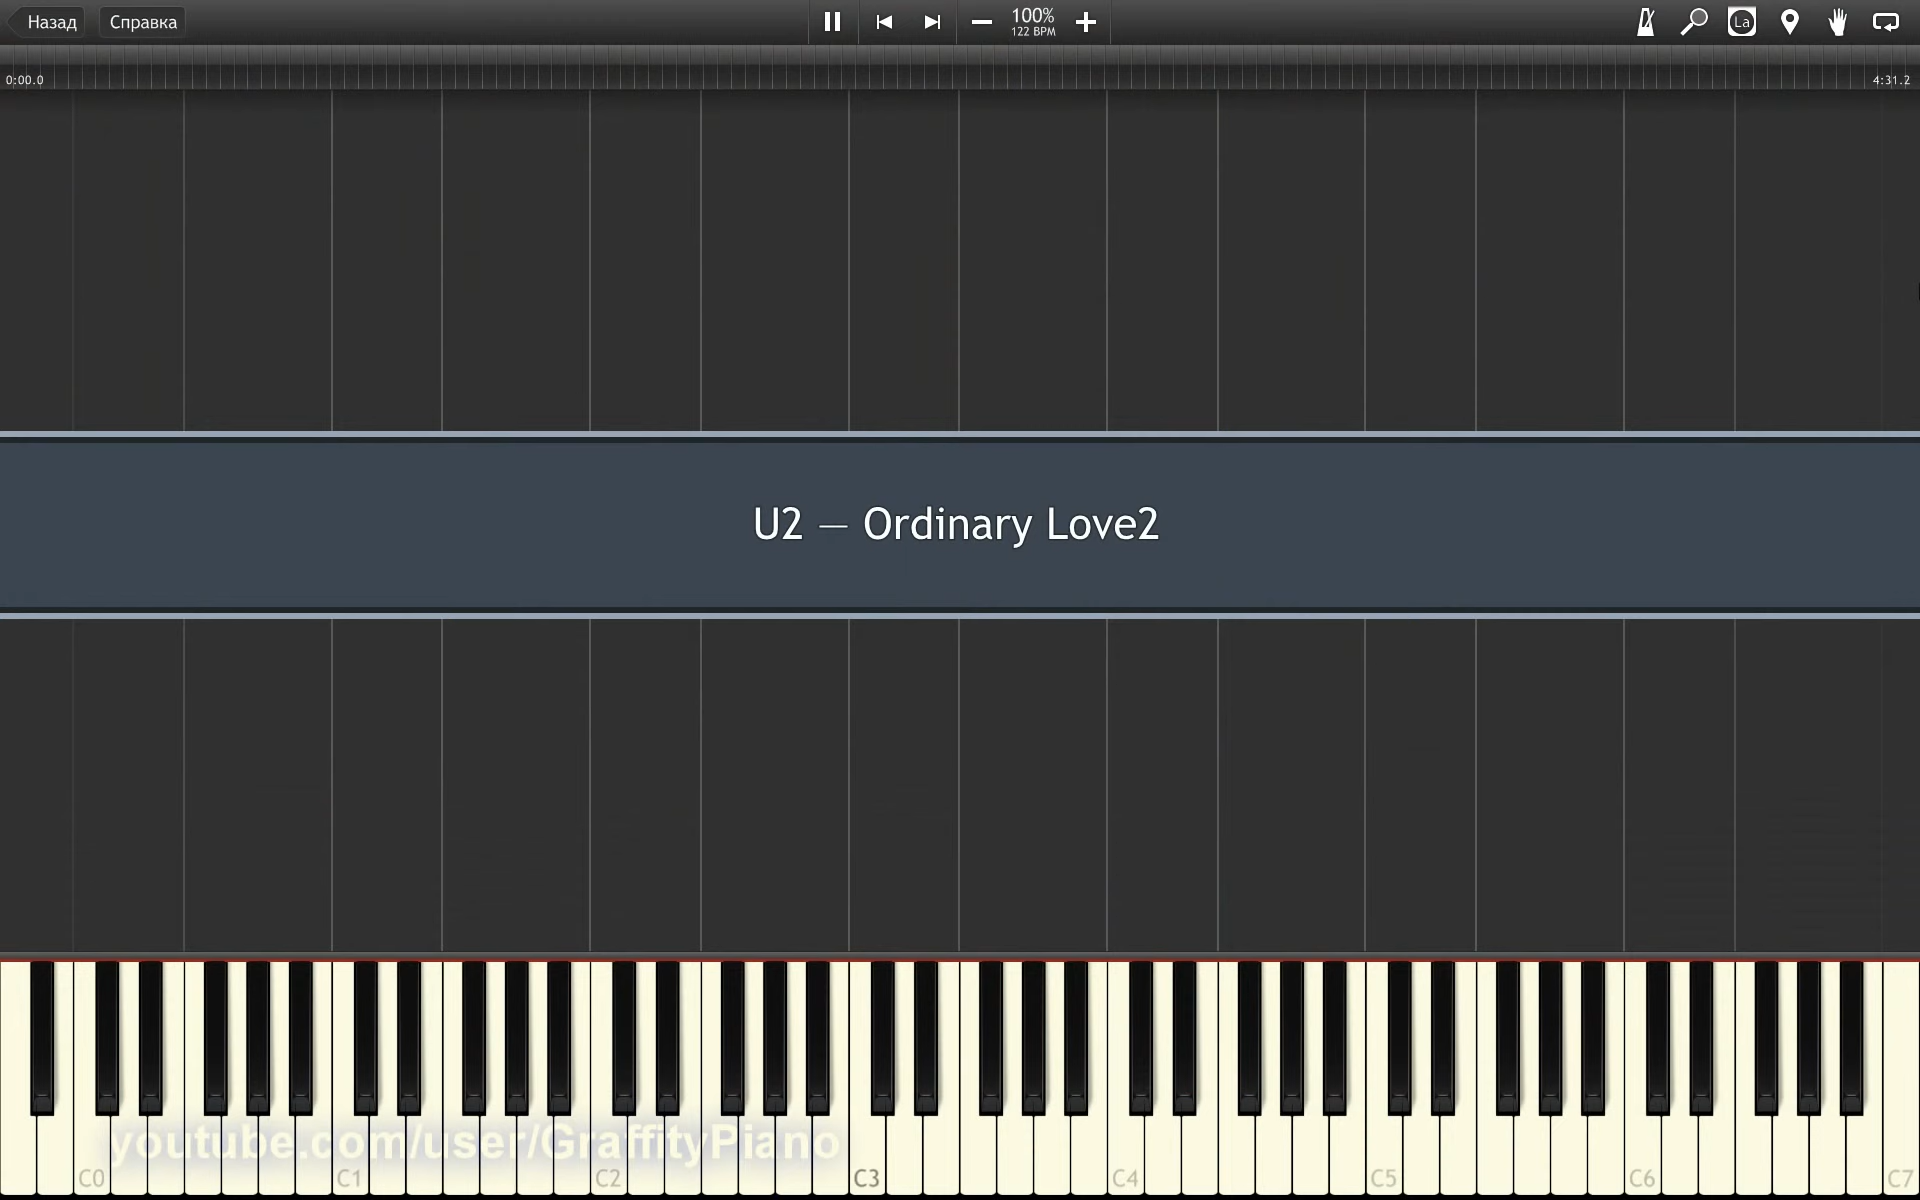 Назад Справка 100% La
122 BPM
0:00.0 4:31.2
U2 — Ordinary Love2
youtube.com/user/GraffityPiano
C0 C1 C2 C3 C4 C5 C6 C7